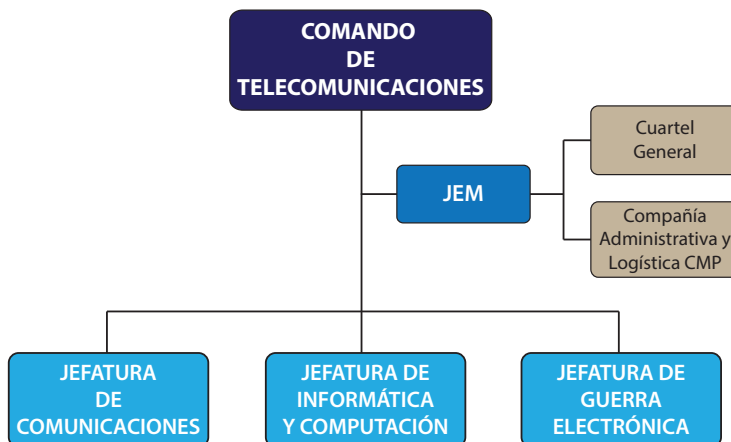 COMANDO
DE
TELECOMUNICACIONES
Cuartel
General
JEM
Compañía
Administrativa y
Logística CMP
JEFATURA
DE
COMUNICACIONES
JEFATURA DE
INFORMÁTICA
Y COMPUTACIÓN
JEFATURA DE
GUERRA
ELECTRÓNICA